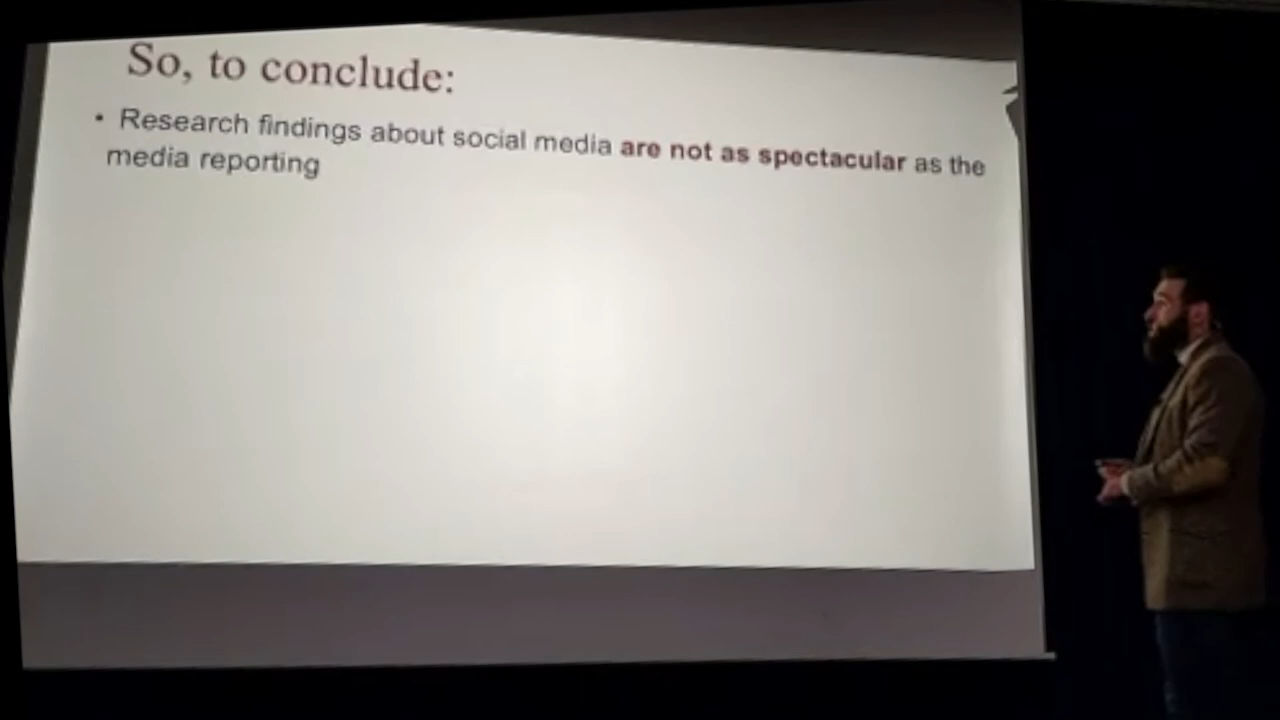 So, to conclude:
• Research findings about social media are not as spectacular as the
media reporting